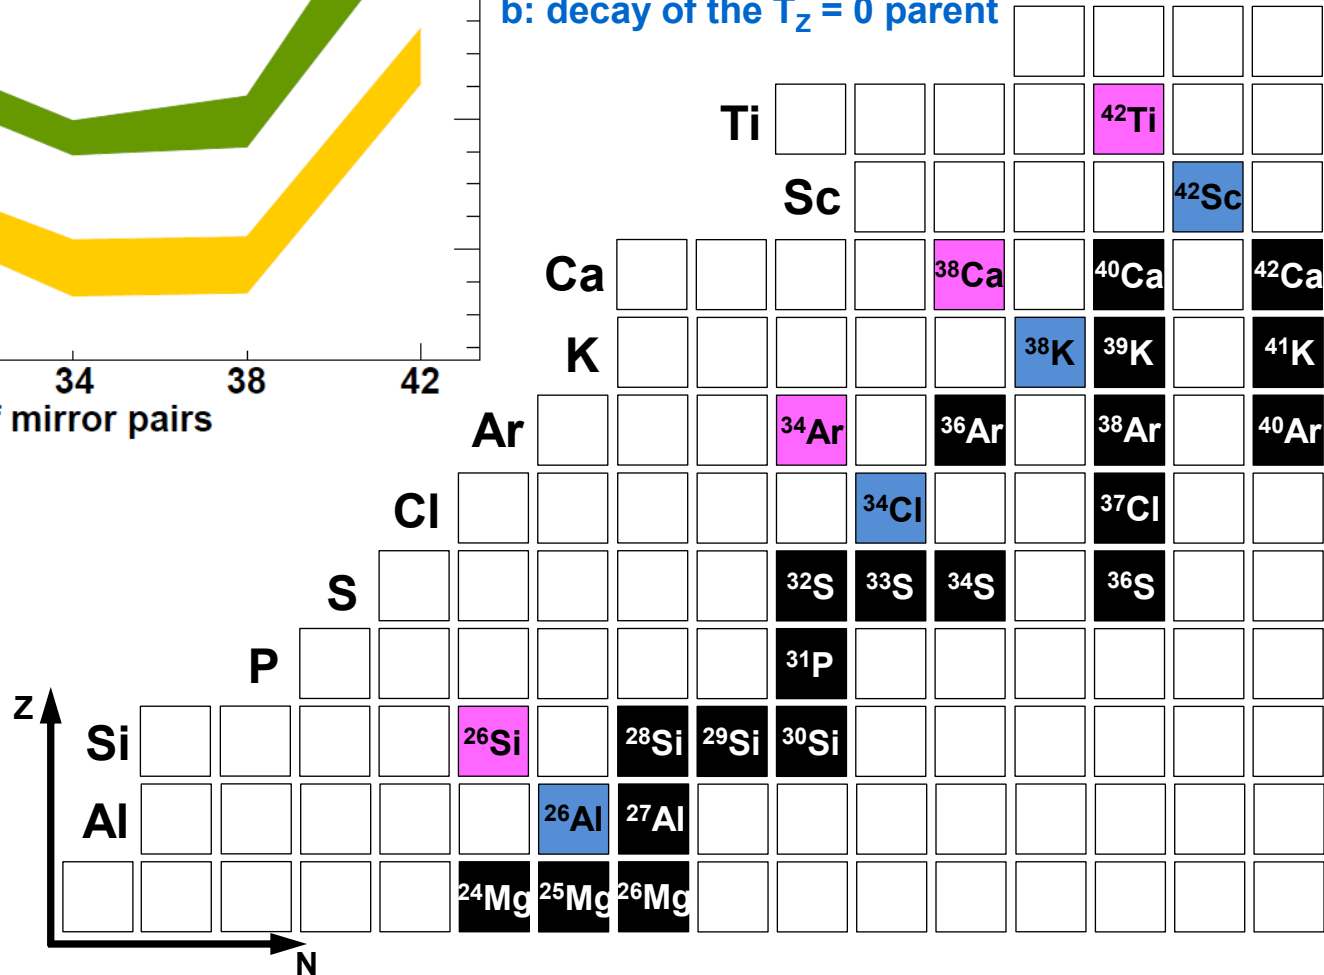 b: decay of the T_Z = 0 parent
Ti ⁴²Ti
Sc ⁴²Sc
Ca ³⁸Ca ⁴⁰Ca ⁴²Ca
K ³⁸K ³⁹K ⁴¹K
34 38 42
mirror pairs
Ar ³⁴Ar ³⁶Ar ³⁸Ar ⁴⁰Ar
Cl ³⁴Cl ³⁷Cl
S ³²S ³³S ³⁴S ³⁶S
P ³¹P
Z
Si ²⁶Si ²⁸Si ²⁹Si ³⁰Si
Al ²⁶Al ²⁷Al
²⁴Mg ²⁵Mg ²⁶Mg
N